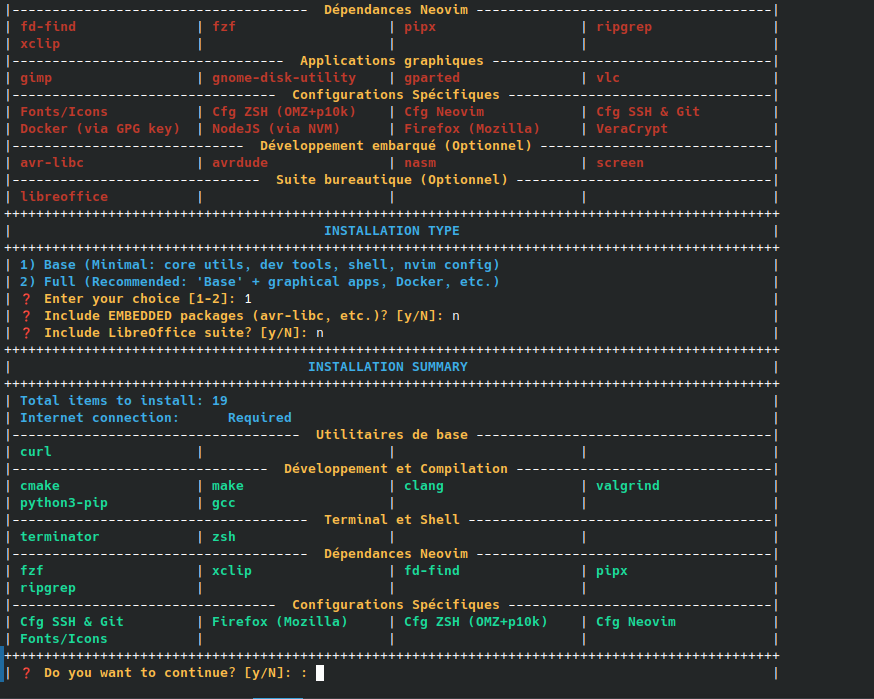 |------------------------------------- Dépendances Neovim -------------------------------------|
| fd-find | fzf | pipx | ripgrep |
| xclip | | | |
|---------------------------------- Applications graphiques -----------------------------------|
| gimp | gnome-disk-utility | gparted | vlc |
|--------------------------------- Configurations Spécifiques ---------------------------------|
| Fonts/Icons | Cfg ZSH (OMZ+p10k) | Cfg Neovim | Cfg SSH & Git |
| Docker (via GPG key) | NodeJS (via NVM) | Firefox (Mozilla) | VeraCrypt |
|----------------------------- Développement embarqué (Optionnel) -----------------------------|
| avr-libc | avrdude | nasm | screen |
|------------------------------- Suite bureautique (Optionnel) --------------------------------|
| libreoffice | | | |
+++++++++++++++++++++++++++++++++++++++++++++++++++++++++++++++++++++++++++++++++++++++++++++++++
| INSTALLATION TYPE |
+++++++++++++++++++++++++++++++++++++++++++++++++++++++++++++++++++++++++++++++++++++++++++++++++
| 1) Base (Minimal: core utils, dev tools, shell, nvim config) |
| 2) Full (Recommended: 'Base' + graphical apps, Docker, etc.) |
| ❓ Enter your choice [1-2]: 1 |
| ❓ Include EMBEDDED packages (avr-libc, etc.)? [y/N]: n |
| ❓ Include LibreOffice suite? [y/N]: n |
+++++++++++++++++++++++++++++++++++++++++++++++++++++++++++++++++++++++++++++++++++++++++++++++++
| INSTALLATION SUMMARY |
+++++++++++++++++++++++++++++++++++++++++++++++++++++++++++++++++++++++++++++++++++++++++++++++++
| Total items to install: 19 |
| Internet connection: Required |
|------------------------------------ Utilitaires de base -------------------------------------|
| curl | | | |
|-------------------------------- Développement et Compilation --------------------------------|
| cmake | make | clang | valgrind |
| python3-pip | gcc | | |
|------------------------------------- Terminal et Shell --------------------------------------|
| terminator | zsh | | |
|------------------------------------- Dépendances Neovim -------------------------------------|
| fzf | xclip | fd-find | pipx |
| ripgrep | | | |
|--------------------------------- Configurations Spécifiques ---------------------------------|
| Cfg SSH & Git | Firefox (Mozilla) | Cfg ZSH (OMZ+p10k) | Cfg Neovim |
| Fonts/Icons | | | |
+++++++++++++++++++++++++++++++++++++++++++++++++++++++++++++++++++++++++++++++++++++++++++++++++
| ❓ Do you want to continue? [y/N]: : |